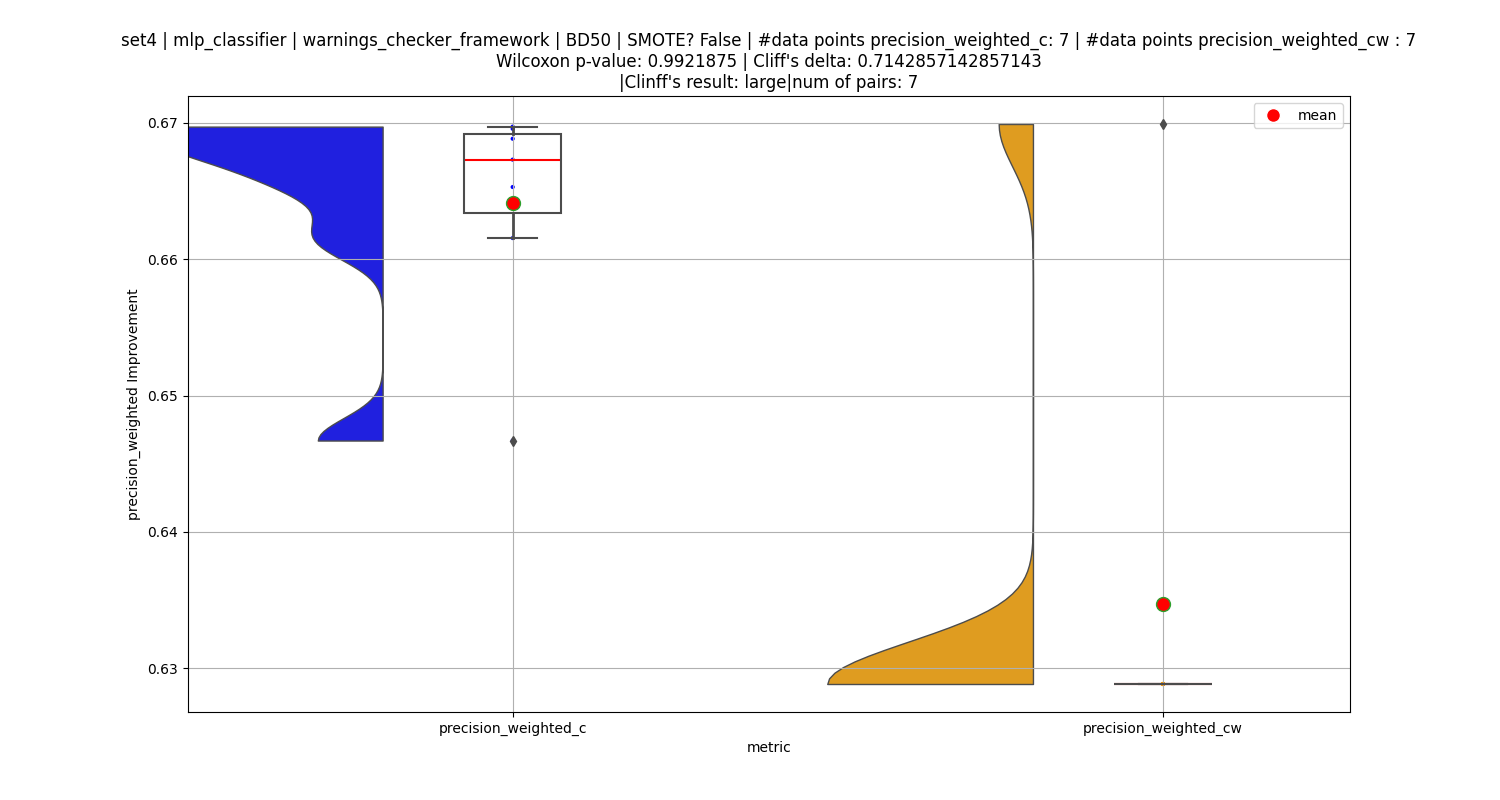 set4 | mlp_classifier | warnings_checker_framework | BD50 | SMOTE? False | #data points precision_weighted_c: 7 | #data points precision_weighted_cw : 7
Wilcoxon p-value: 0.9921875 | Cliff's delta: 0.7142857142857143
|Clinff's result: large|num of pairs: 7
mean
0.67
0.66
0.65
0.64
0.63
precision_weighted Improvement
precision_weighted_c
precision_weighted_cw
metric